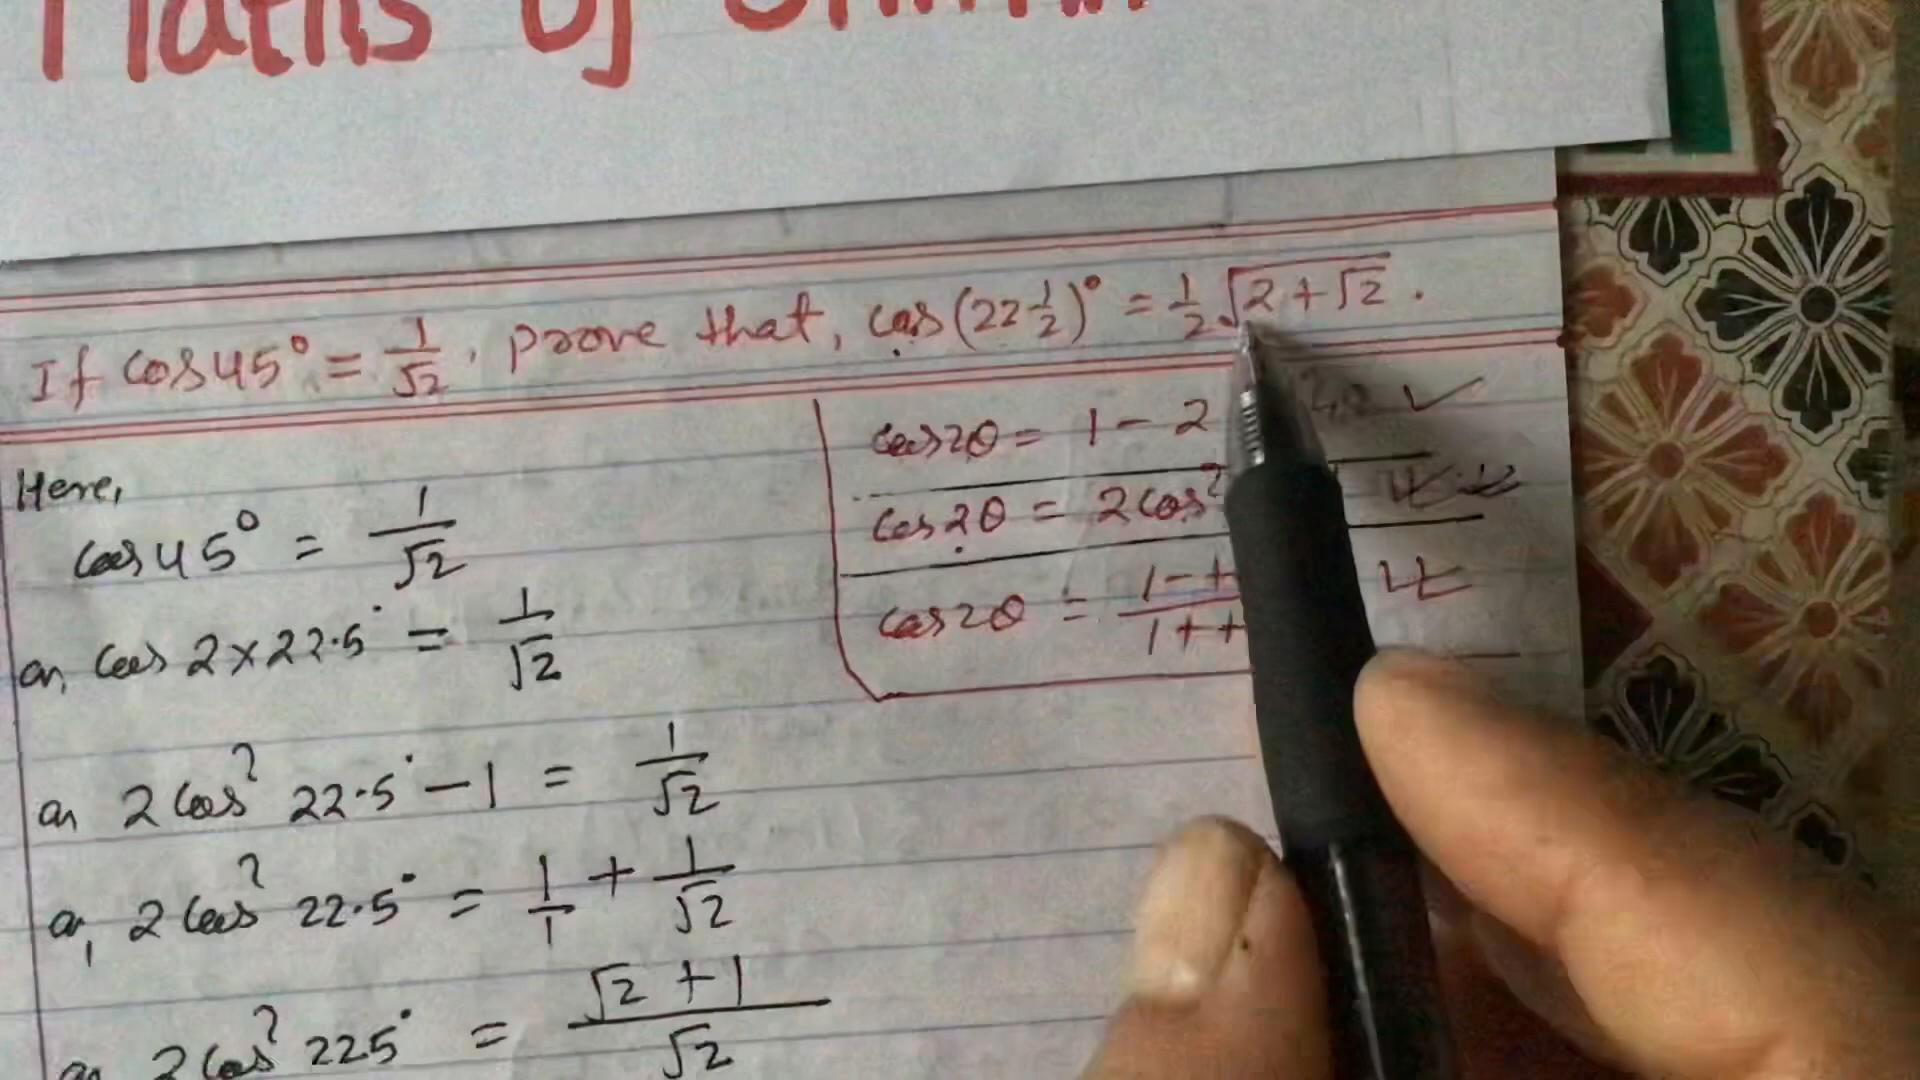 Maths of
If cos45° = 1/√2, prove that, cos(22 1/2)° = 1/2 √(2+√2).
cos2θ = 1 - 2
cos2θ = 2cos²
cos2θ = 1-t / 1+t
Here,
cos45° = 1/√2
or, cos 2×22.5° = 1/√2
or 2cos² 22.5° - 1 = 1/√2
or, 2cos² 22.5° = 1/1 + 1/√2
or 2cos² 225° = √2+1 / √2